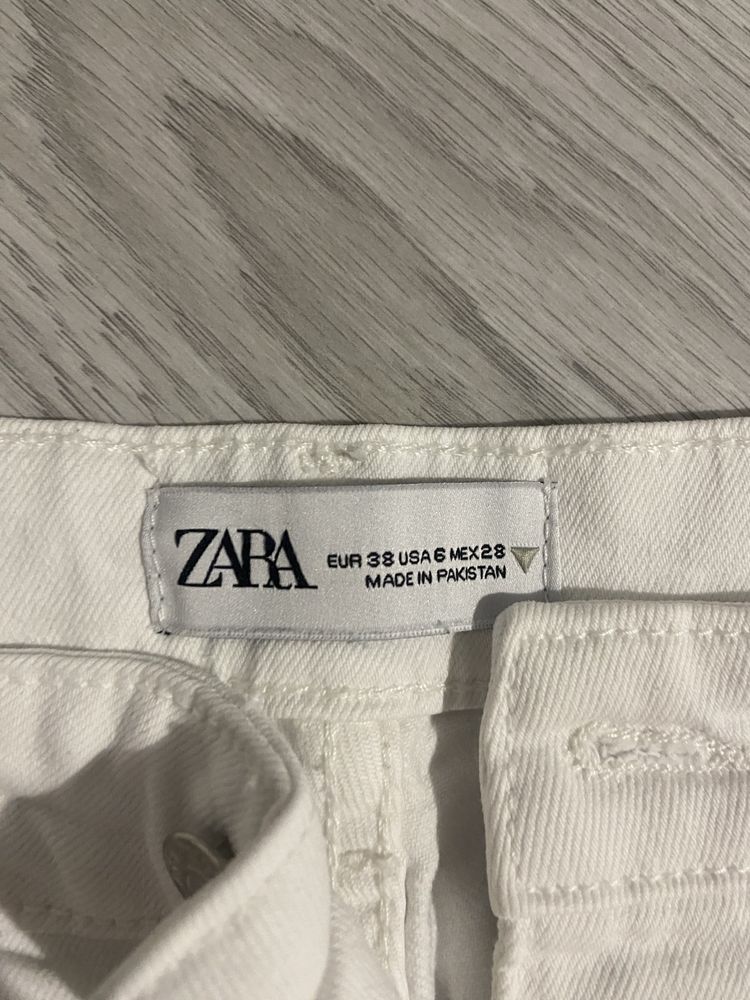 ZARA
EUR 38 USA 6 MEX 28
MADE IN PAKISTAN